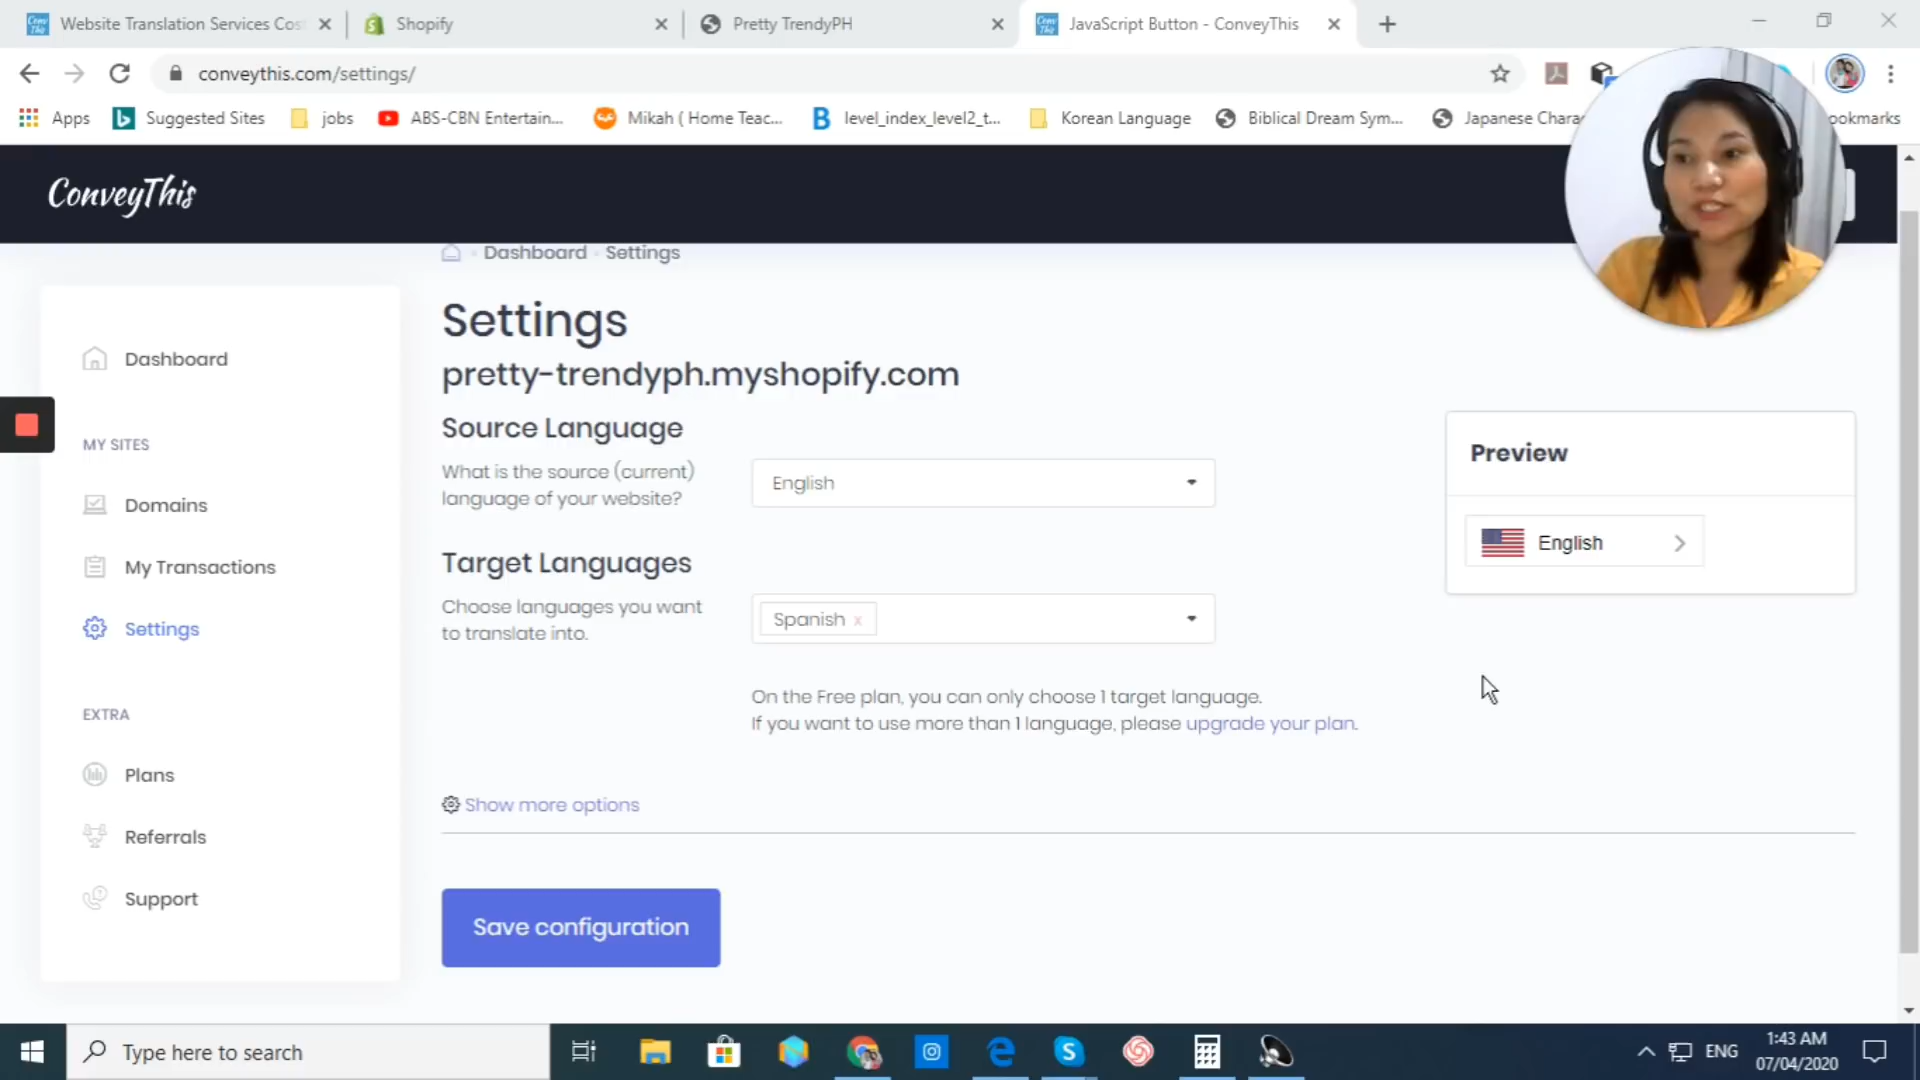 Website Translation Services Cos
Shopify
Pretty TrendyPH
JavaScript Button - ConveyThis
conveythis.com/settings/
Apps
Suggested Sites
jobs
ABS-CBN Entertain...
Mikah ( Home Teac...
level_index_level2_t...
Korean Language
Biblical Dream Sym...
Japanese Chara
ookmarks
ConveyThis
Dashboard
Settings
Settings
pretty-trendyph.myshopify.com
Source Language
What is the source (current)
language of your website?
English
Target Languages
Choose languages you want
to translate into.
Spanish x
On the Free plan, you can only choose 1 target language.
If you want to use more than 1 language, please upgrade your plan.
Show more options
Save configuration
Preview
English
Dashboard
MY SITES
Domains
My Transactions
Settings
EXTRA
Plans
Referrals
Support
Type here to search
ENG
1:43 AM
07/04/2020